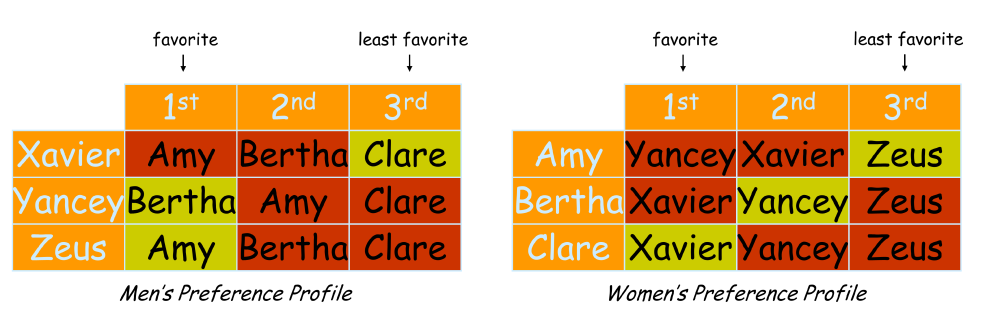 favorite least favorite favorite least favorite
1st 2nd 3rd 1st 2nd 3rd
Xavier Amy Bertha Clare Amy Yancey Xavier Zeus
Yancey Bertha Amy Clare Bertha Xavier Yancey Zeus
Zeus Amy Bertha Clare Clare Xavier Yancey Zeus
Men's Preference Profile Women's Preference Profile